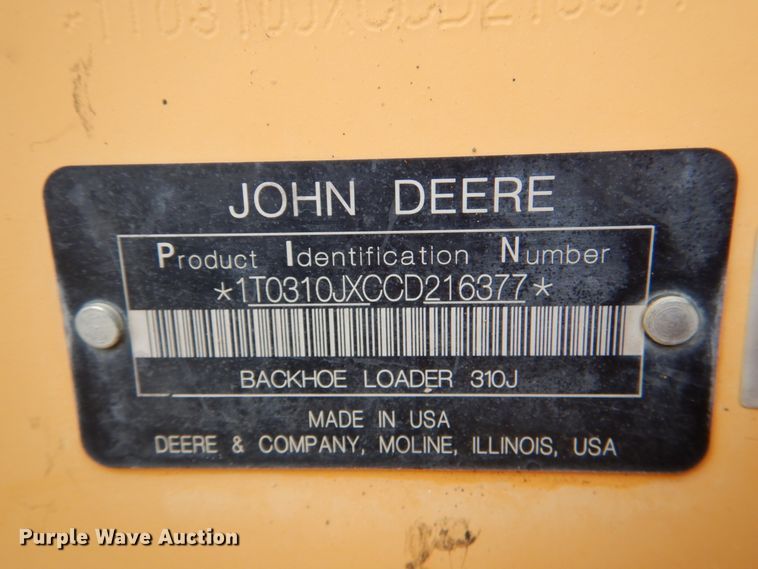 *1T0310JXCCD216377
JOHN DEERE
Product Identification Number
*1T0310JXCCD216377*
BACKHOE LOADER 310J
MADE IN USA
DEERE & COMPANY, MOLINE, ILLINOIS, USA
Purple Wave Auction